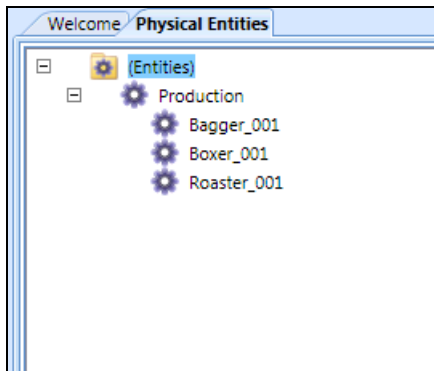 Welcome Physical Entities
(Entities)
Production
Bagger_001
Boxer_001
Roaster_001